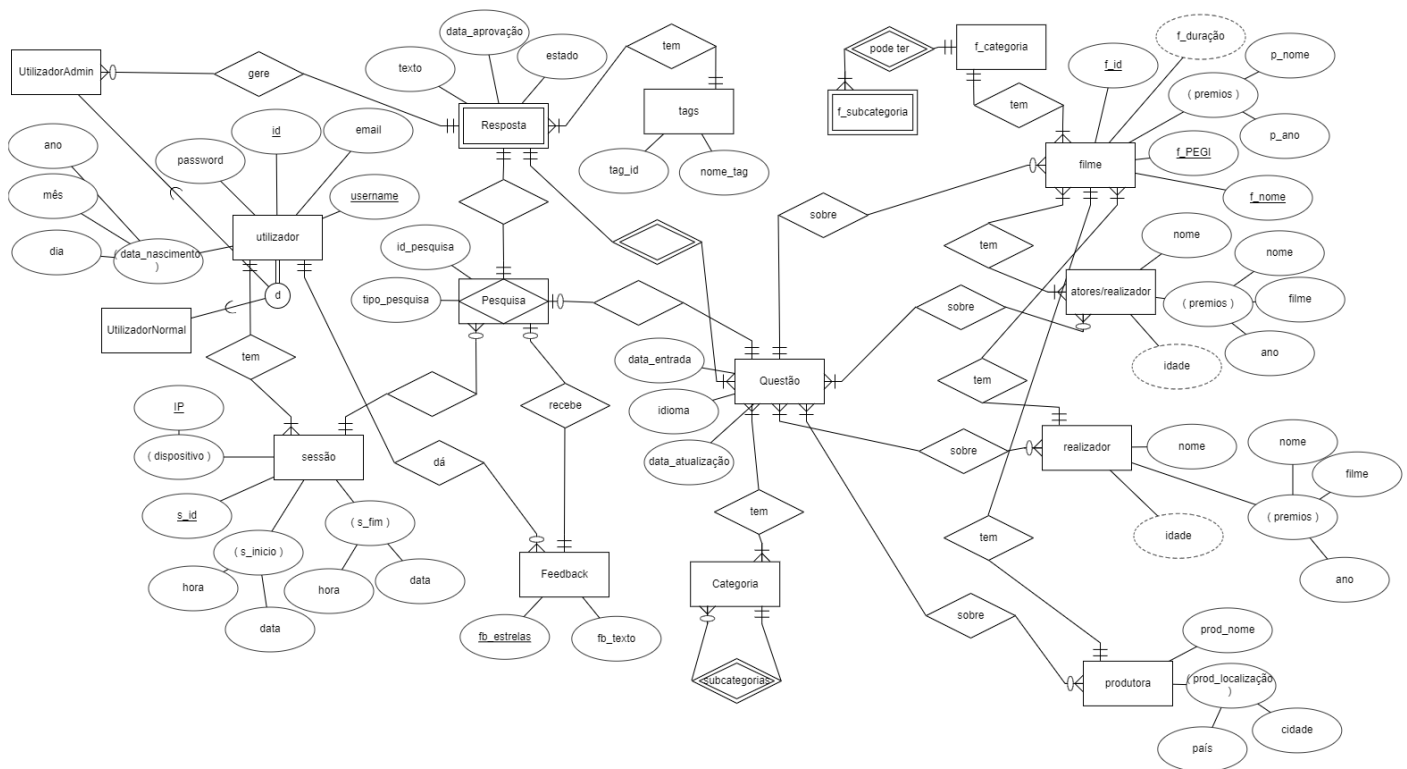 data_aprovação
f_duração
pode ter
f_categoria
tem
UtilizadorAdmin
gere
texto
estado
f_id
p_nome
( premios )
tem
f_subcategoria
tags
Resposta
id
email
p_ano
ano
password
filme
f_PEGI
tag_id
nome_tag
mês
username
f_nome
sobre
utilizador
dia
( data_nascimento
)
id_pesquisa
nome
tem
nome
d
tipo_pesquisa
Pesquisa
atores/realizador
( premios )
filme
UtilizadorNormal
sobre
ano
tem
data_entrada
Questão
idade
tem
IP
recebe
idioma
nome
( dispositivo )
sessão
dá
data_atualização
sobre
realizador
nome
filme
s_id
( s_fim )
tem
( premios )
idade
tem
( s_inicio )
Feedback
Categoria
ano
hora
hora
data
data
fb_estrelas
fb_texto
sobre
prod_nome
subcategorias
produtora
( prod_localização
)
cidade
país